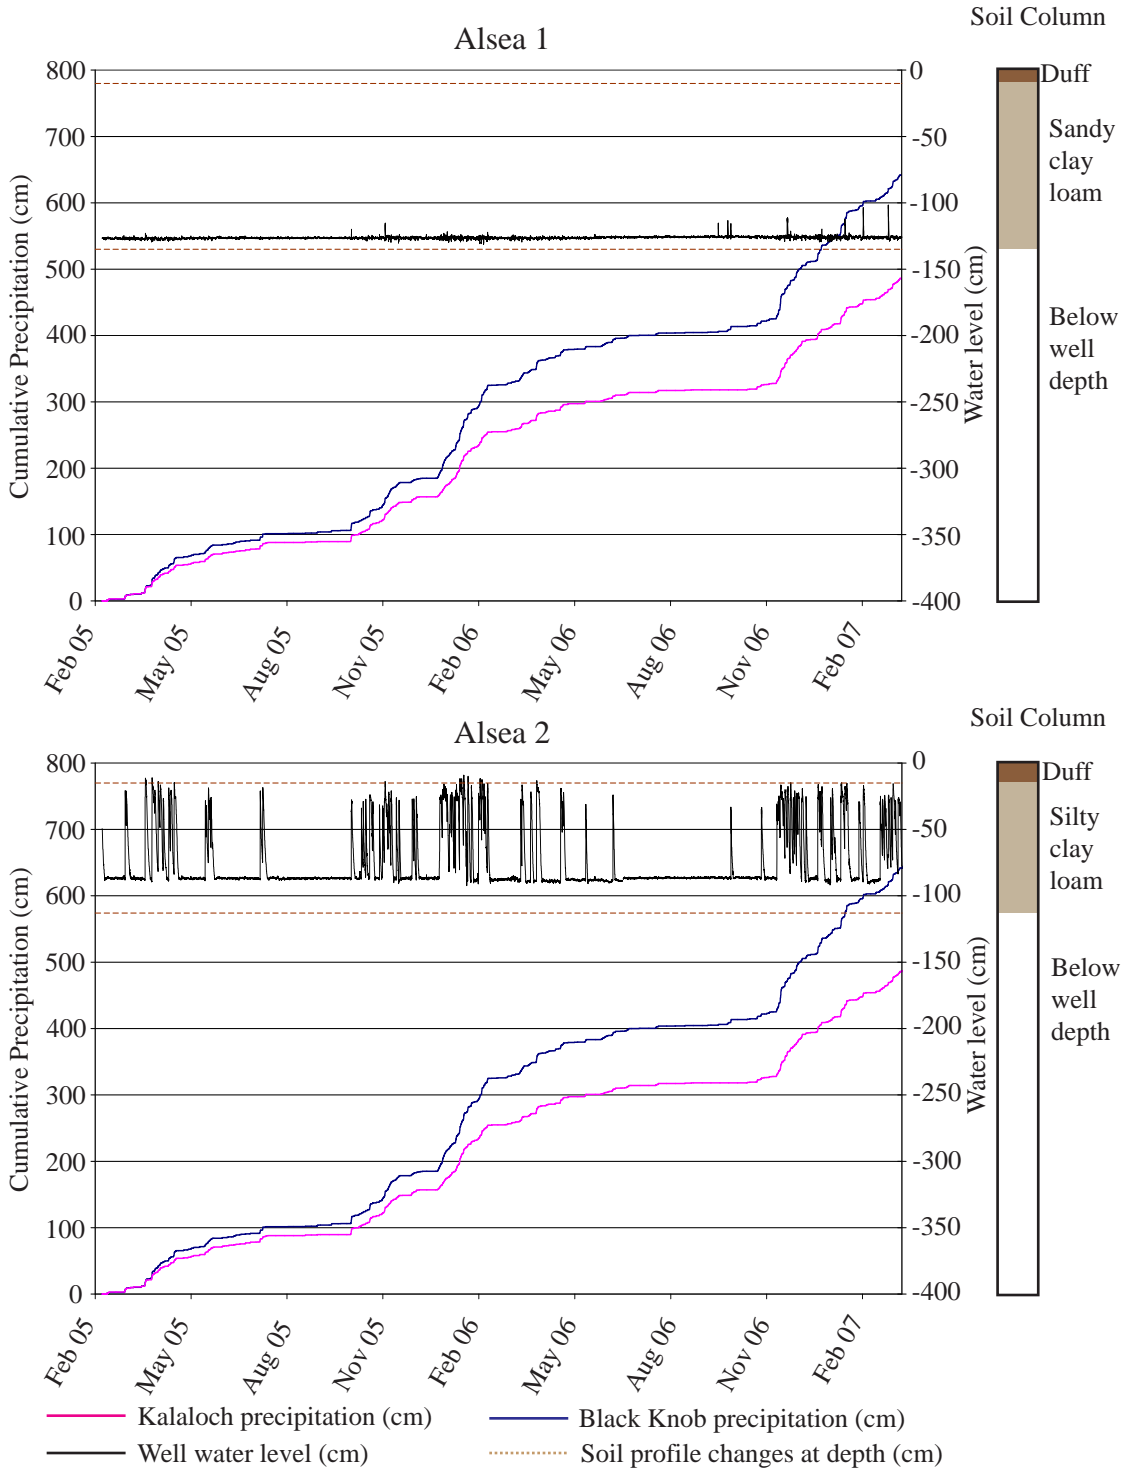 Soil Column
Alsea 1
800
700
600
500
400
300
200
100
0
Cumulative Precipitation (cm)
0
-50
-100
-150
-200
-250
-300
-350
-400
Water level (cm)
Duff
Sandy
clay
loam
Below
well
depth
Feb 05
May 05
Aug 05
Nov 05
Feb 06
May 06
Aug 06
Nov 06
Feb 07
Soil Column
Alsea 2
800
700
600
500
400
300
200
100
0
Cumulative Precipitation (cm)
0
-50
-100
-150
-200
-250
-300
-350
-400
Water level (cm)
Duff
Silty
clay
loam
Below
well
depth
Feb 05
May 05
Aug 05
Nov 05
Feb 06
May 06
Aug 06
Nov 06
Feb 07
Kalaloch precipitation (cm)
Black Knob precipitation (cm)
Well water level (cm)
Soil profile changes at depth (cm)